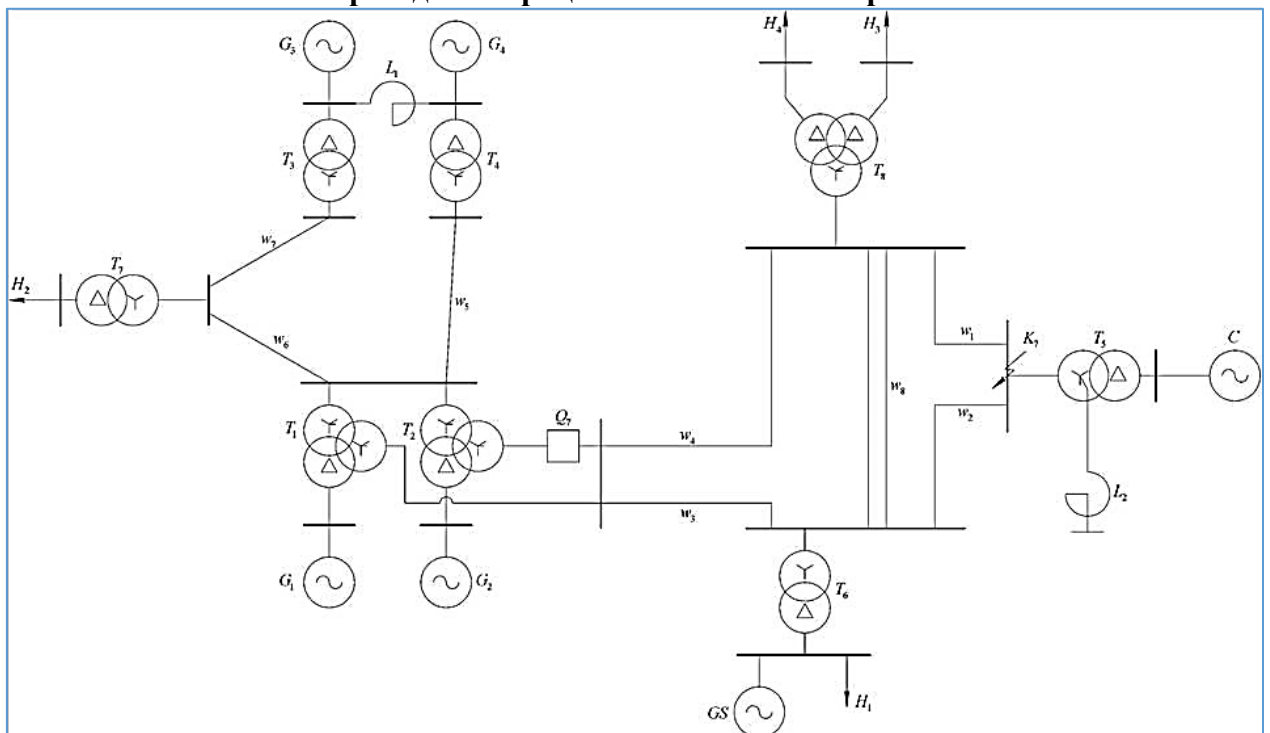 H₄
H₃
G₃
G₄
L₁
T₃
T₄
T₈
w₇
T₇
H₂
w₅
w₆
w₁
K₇
T₅
C
w₈
w₂
T₁
T₂
Q₇
w₄
L₂
w₃
G₁
G₂
T₆
GS
H₁